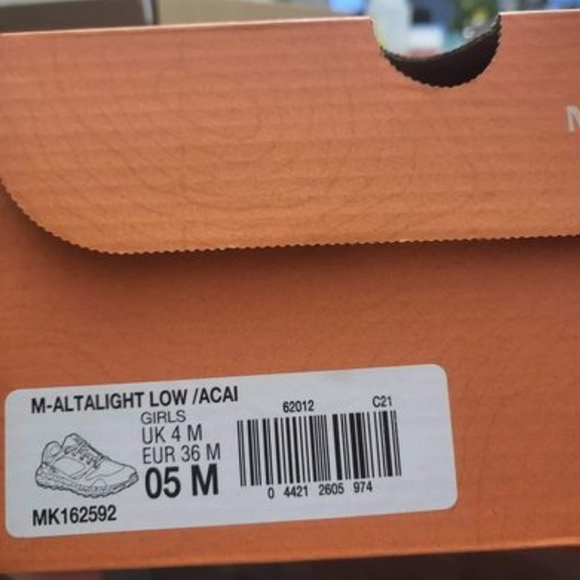 M-ALTALIGHT LOW /ACAI
GIRLS
UK 4 M
EUR 36 M
05 M
MK162592
62012 C21
0 4421 2605 974